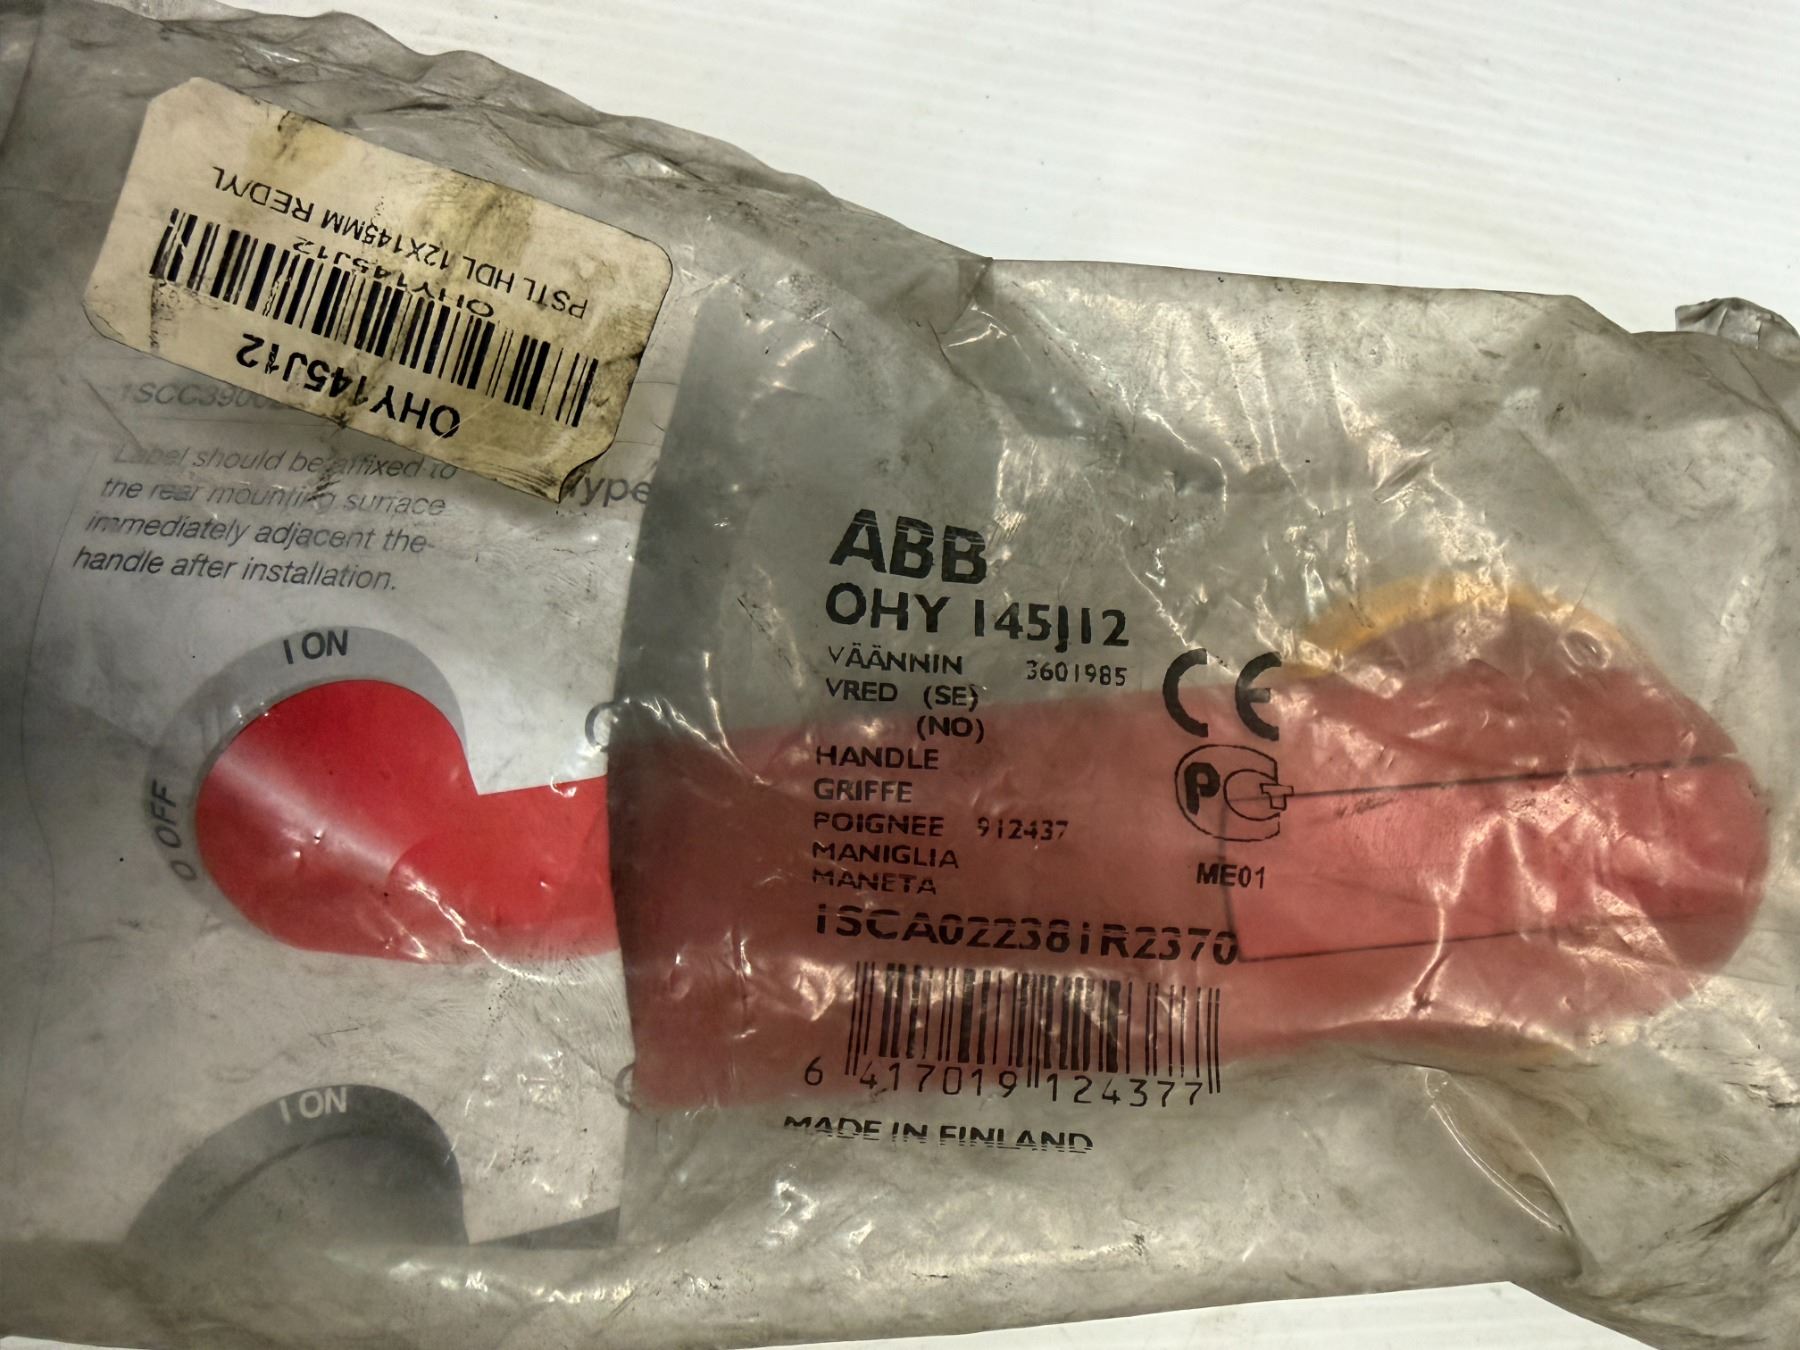 PSTL HDL 12X145MM RED/YL
OHY145J12
OHY145J12
Label should be affixed to
the rear mounting surface
immediately adjacent the
handle after installation.
I ON
O OFF
I ON
ABB
OHY 145J12
VÄÄNNIN 3601985
VRED (SE)
(NO)
HANDLE
GRIFFE
POIGNEE 912437
MANIGLIA
MANETA
CE
PC
ME01
1SCA022381R2370
6 417019 124377
MADE IN FINLAND